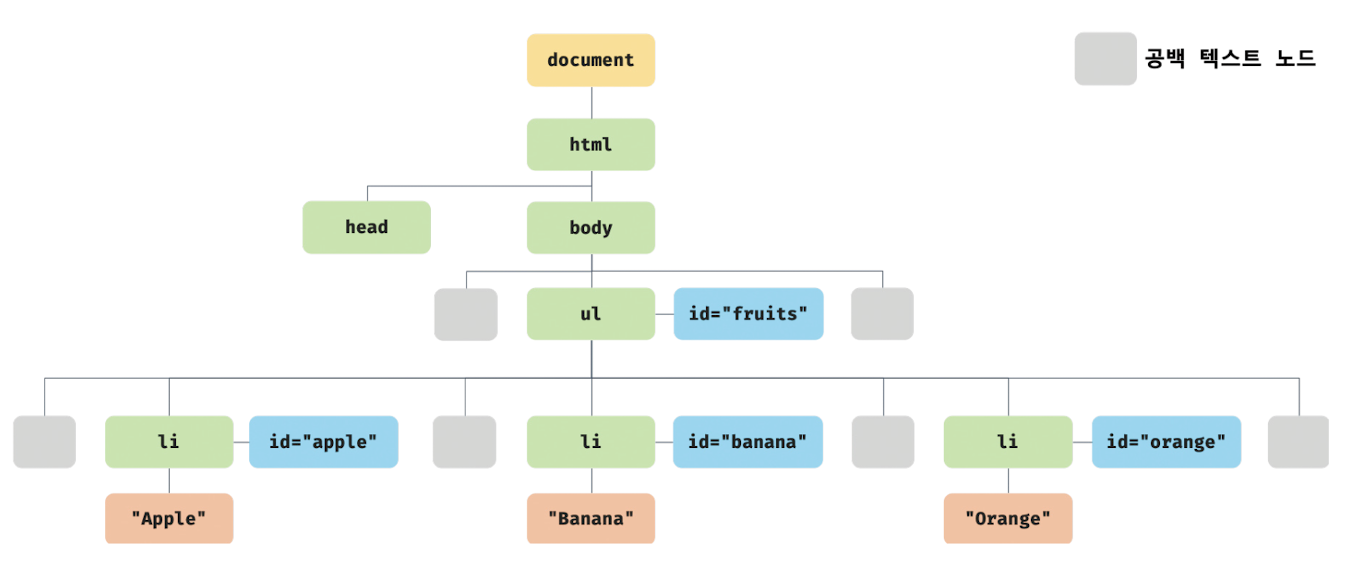 document
공백 텍스트 노드
html
head
body
ul
id="fruits"
li
id="apple"
li
id="banana"
li
id="orange"
"Apple"
"Banana"
"Orange"